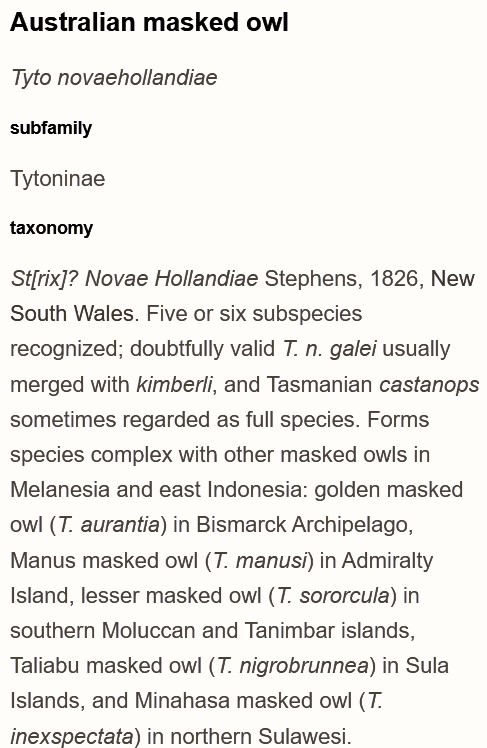 Australian masked owl
Tyto novaehollandiae
subfamily
Tytoninae
taxonomy
St[rix]? Novae Hollandiae Stephens, 1826, New
South Wales. Five or six subspecies
recognized; doubtfully valid T. n. galei usually
merged with kimberli, and Tasmanian castanops
sometimes regarded as full species. Forms
species complex with other masked owls in
Melanesia and east Indonesia: golden masked
owl (T. aurantia) in Bismarck Archipelago,
Manus masked owl (T. manusi) in Admiralty
Island, lesser masked owl (T. sororcula) in
southern Moluccan and Tanimbar islands,
Taliabu masked owl (T. nigrobrunnea) in Sula
Islands, and Minahasa masked owl (T.
inexspectata) in northern Sulawesi.